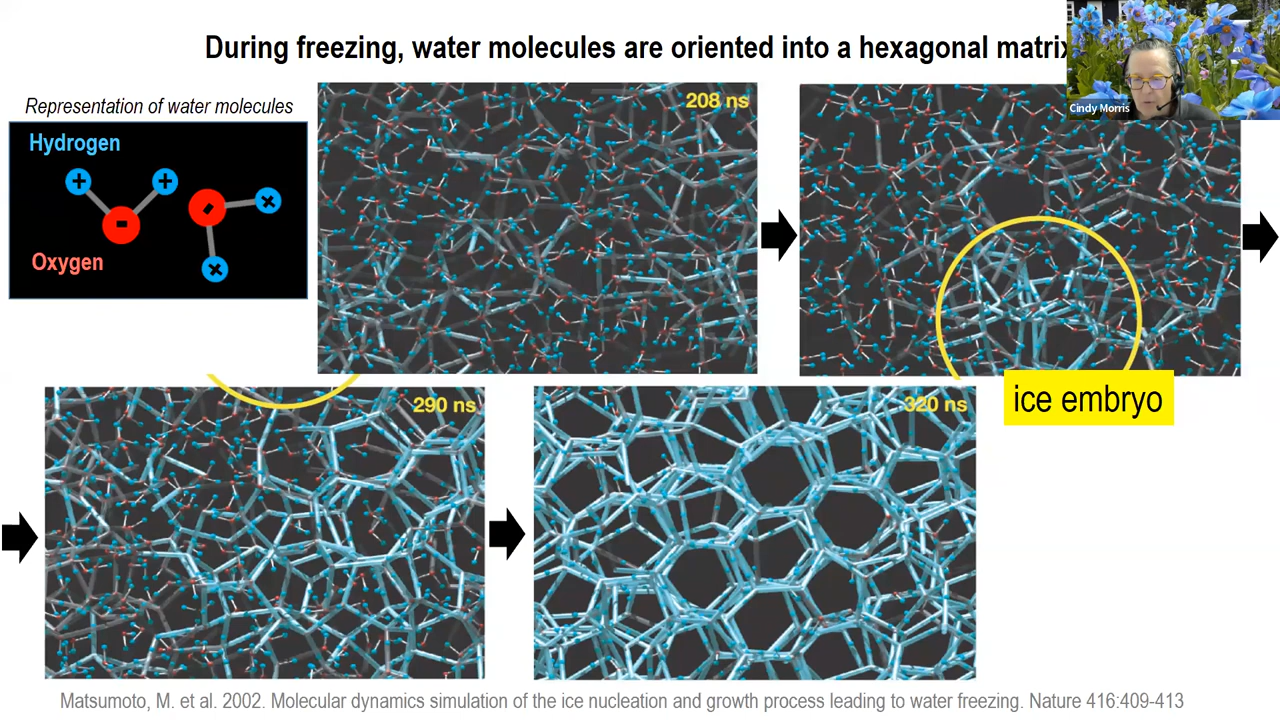 During freezing, water molecules are oriented into a hexagonal matrix
Cindy Morris
Representation of water molecules
Hydrogen
+ +
-
Oxygen
208 ns
ice embryo
290 ns
320 ns
Matsumoto, M. et al. 2002. Molecular dynamics simulation of the ice nucleation and growth process leading to water freezing. Nature 416:409-413